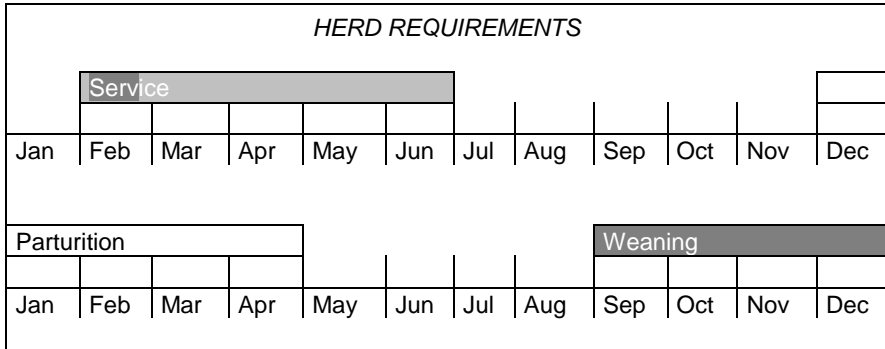 HERD REQUIREMENTS
Service
Jan Feb Mar Apr May Jun Jul Aug Sep Oct Nov Dec
Parturition Weaning
Jan Feb Mar Apr May Jun Jul Aug Sep Oct Nov Dec